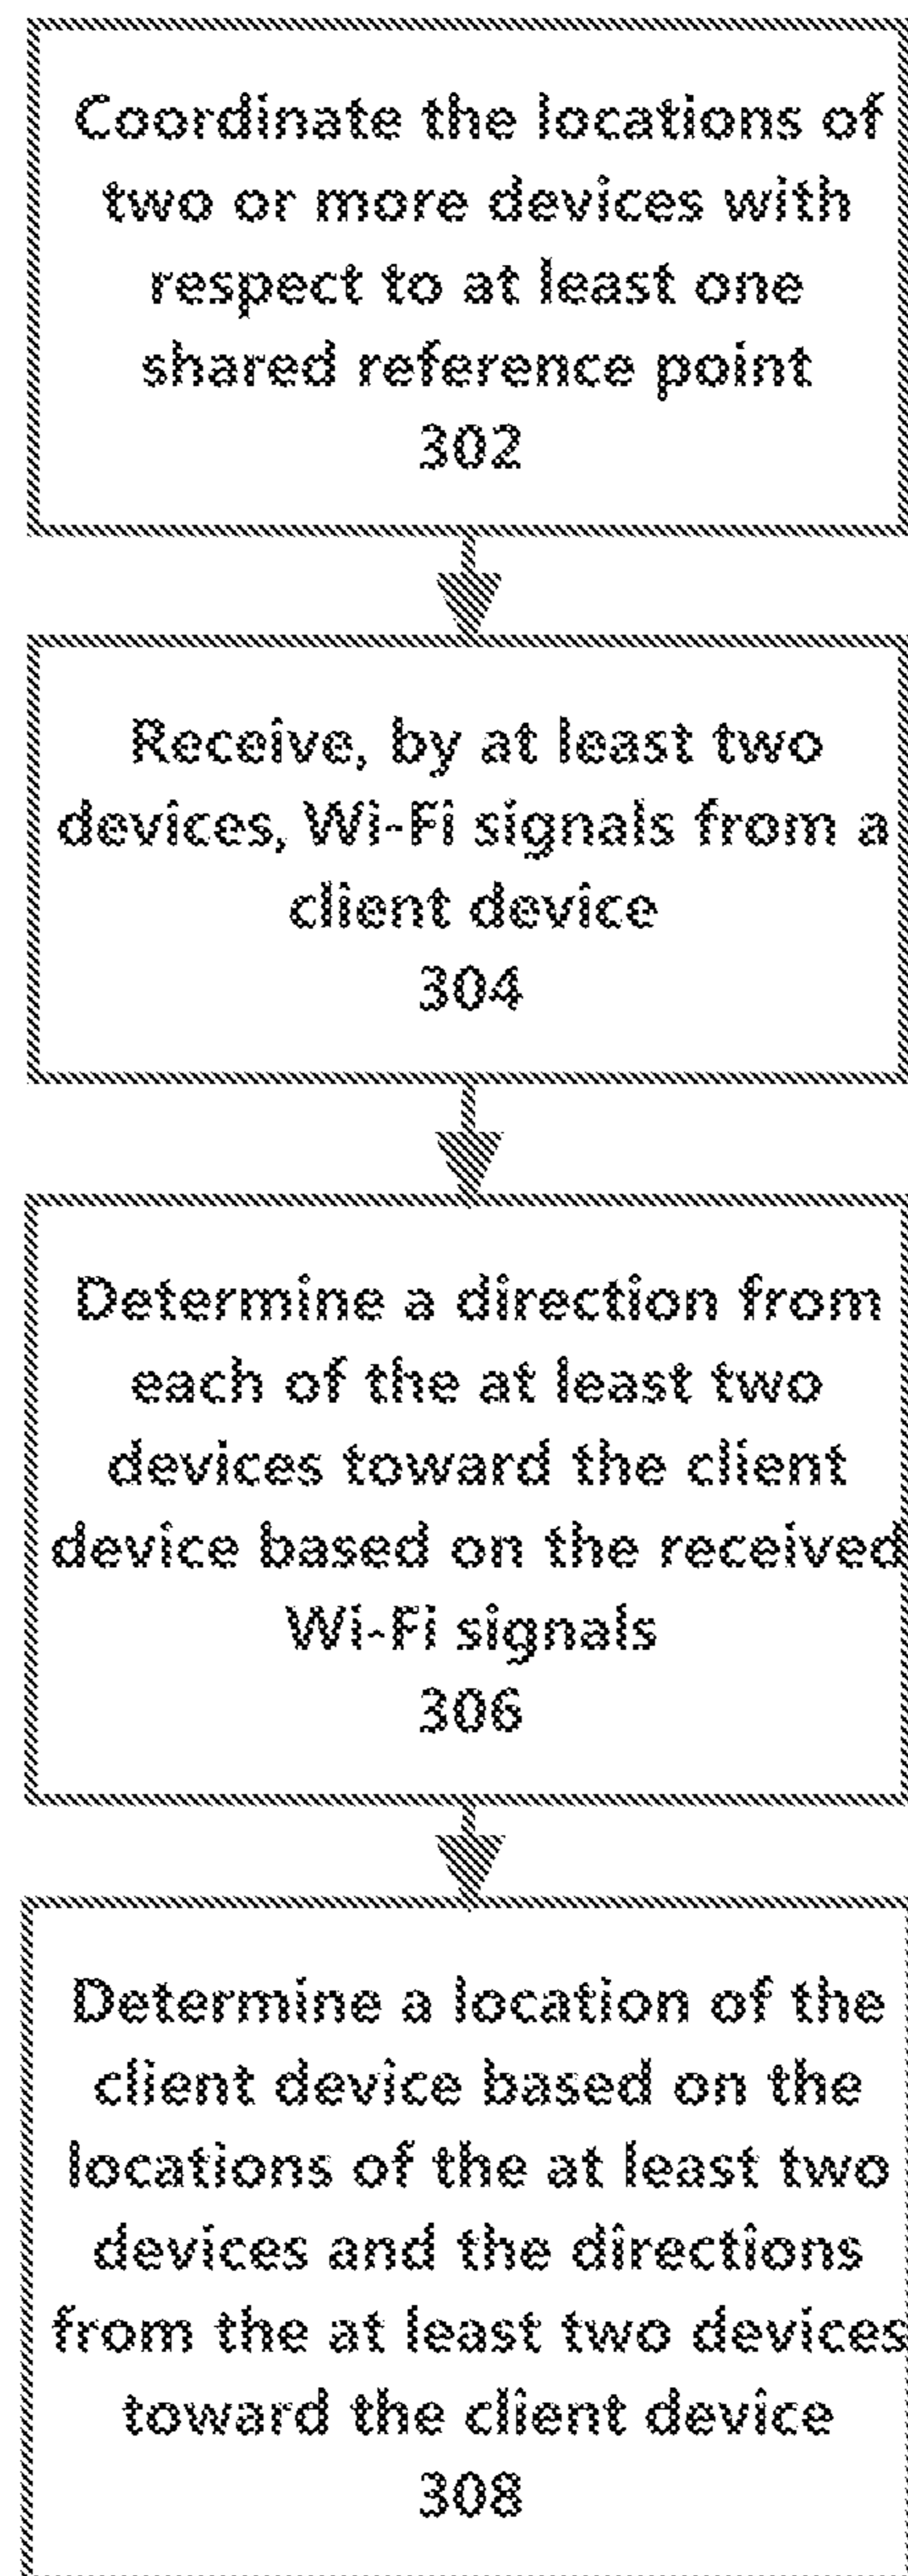 Coordinate the locations of
two or more devices with
respect to at least one
shared reference point
302
Receive, by at least two
devices, Wi-Fi signals from a
client device
304
Determine a direction from
each of the at least two
devices toward the client
device based on the received
Wi-Fi signals
306
Determine a location of the
client device based on the
locations of the at least two
devices and the directions
from the at least two devices
toward the client device
308